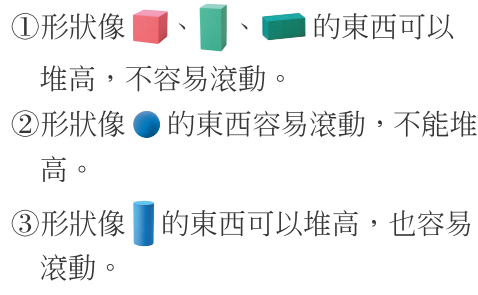 ①形狀像、、的東西可以
堆高，不容易滾動。
②形狀像的東西容易滾動，不能堆
高。
③形狀像的東西可以堆高，也容易
滾動。